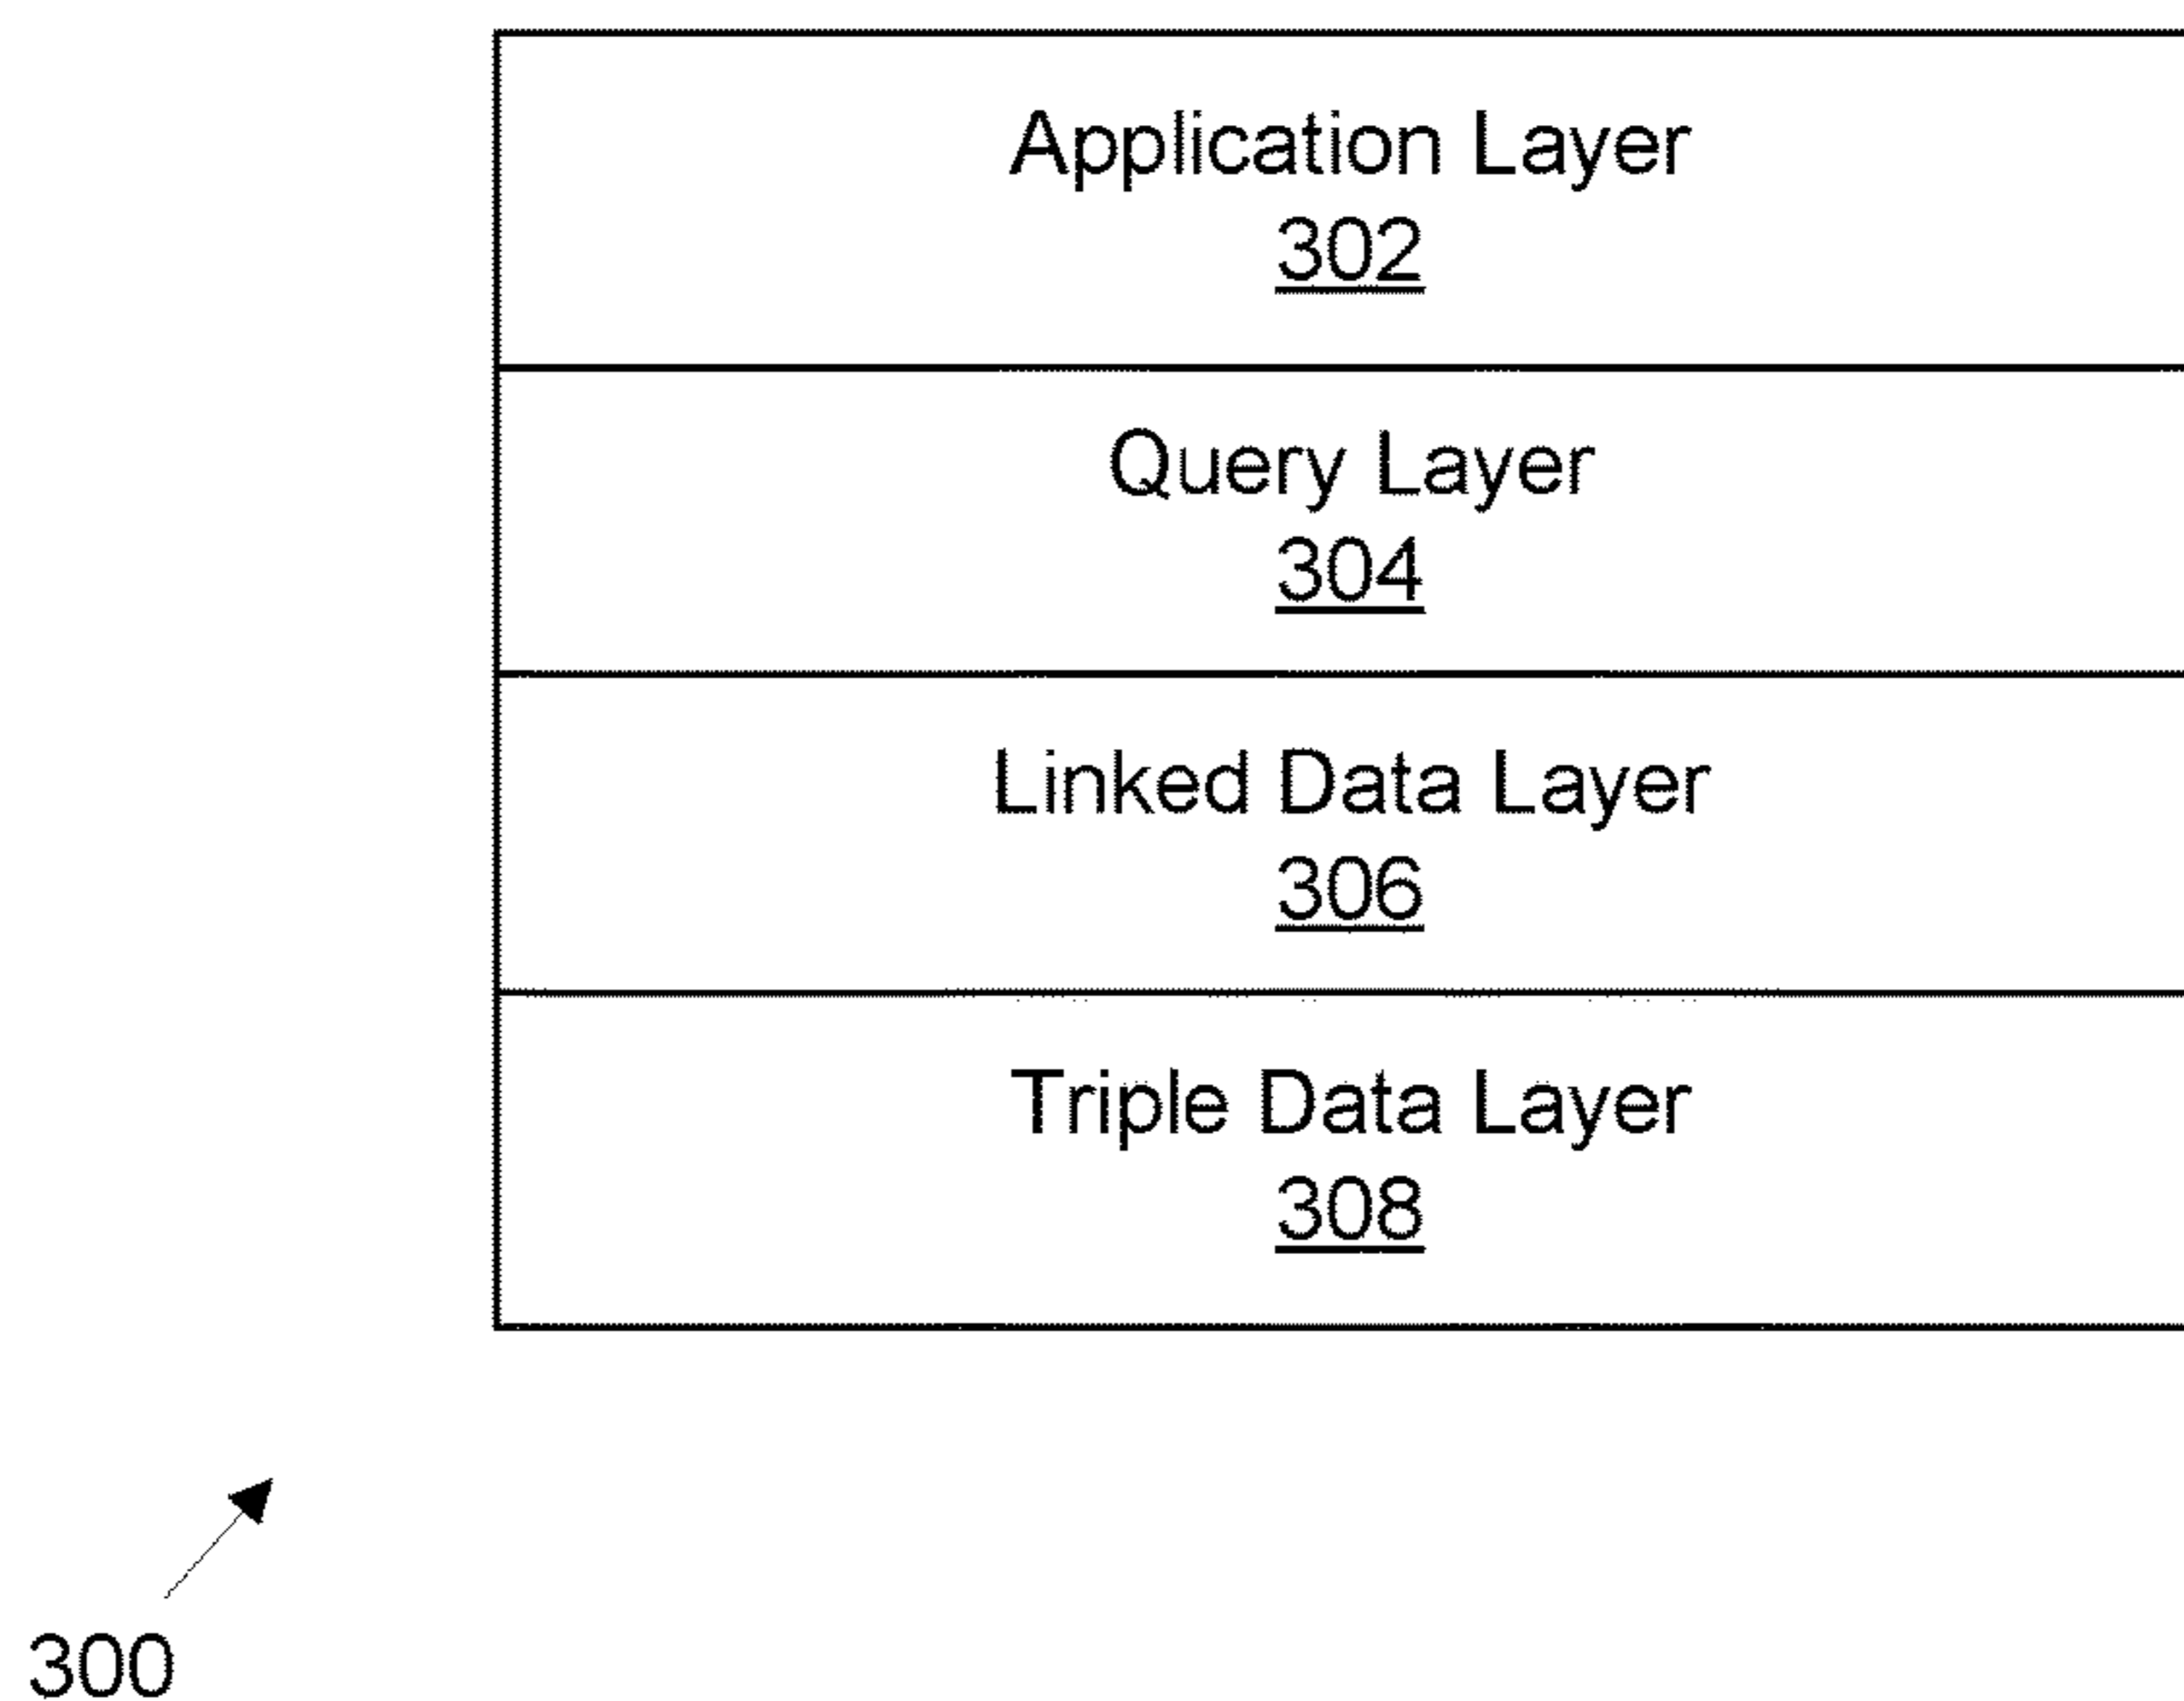 Application Layer
302
Query Layer
304
Linked Data Layer
306
Triple Data Layer
308
300